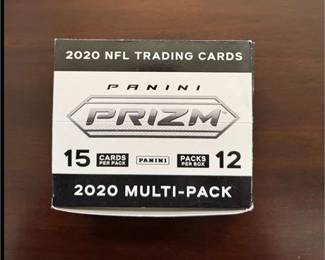 2020 NFL TRADING CARDS
PANINI
PRIZM
15 CARDS PER PACK PANINI PACKS PER BOX 12
2020 MULTI-PACK